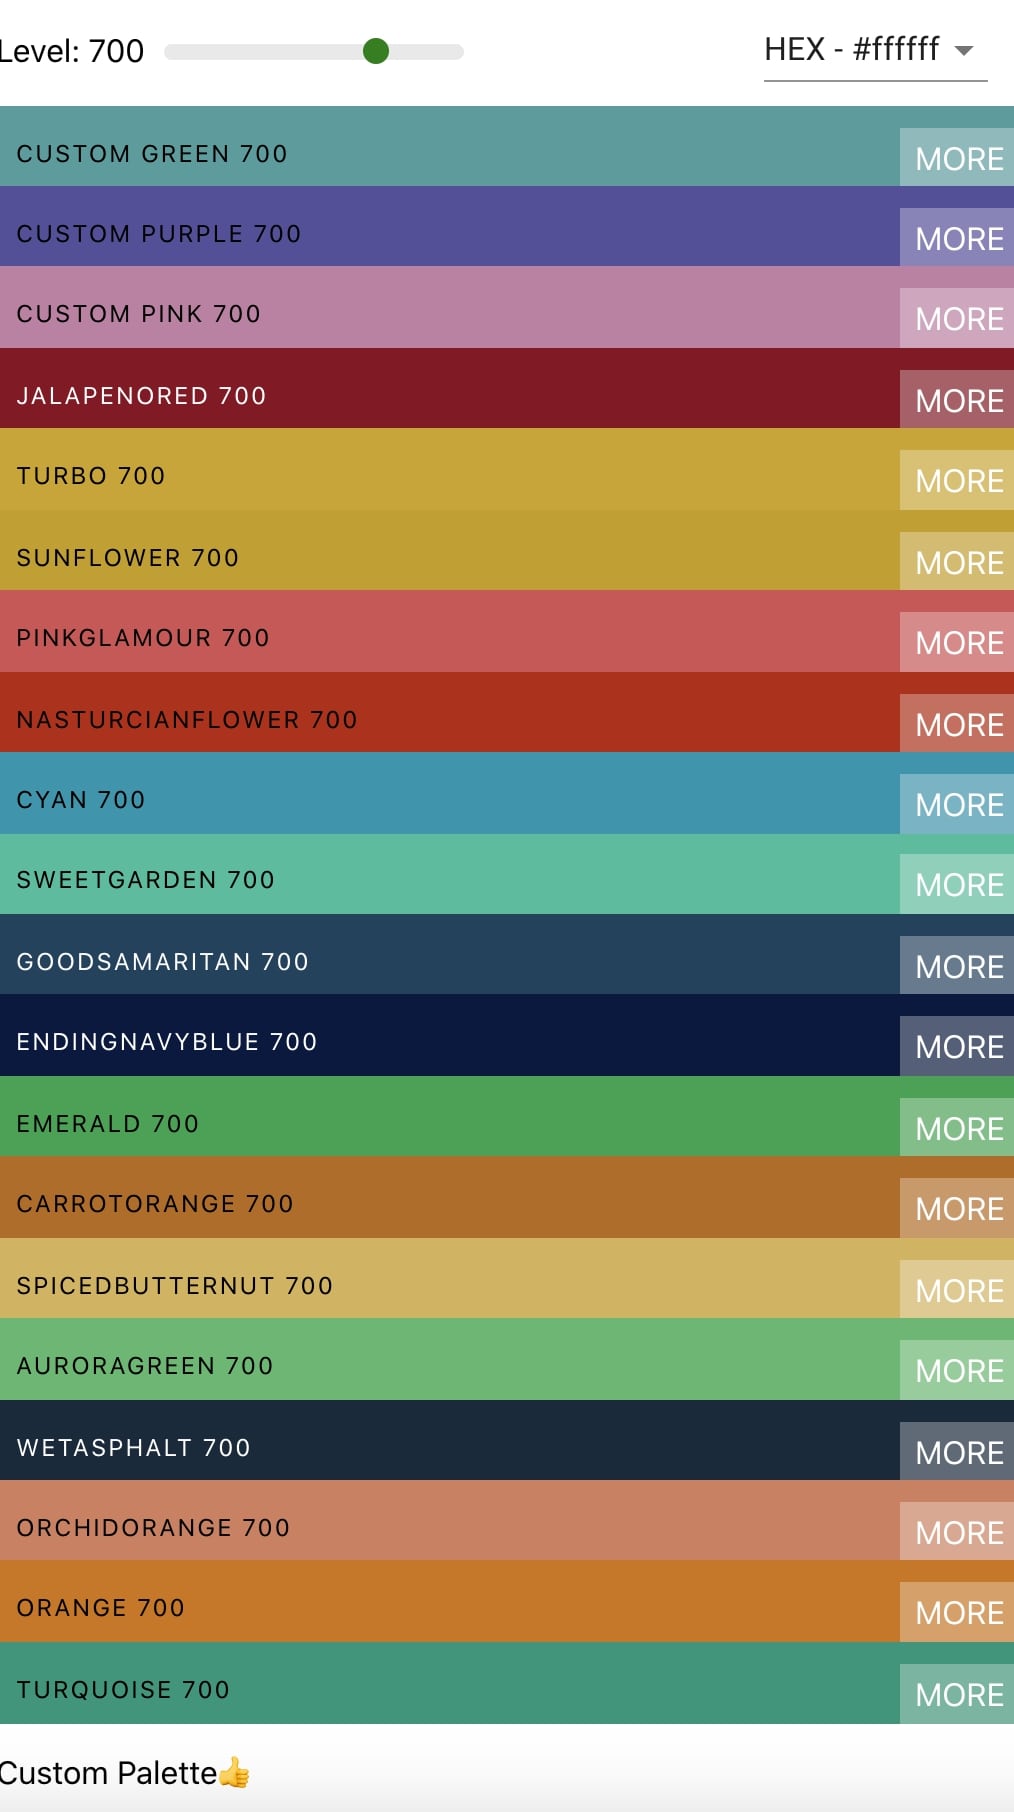 Level: 700 HEX - #ffffff
CUSTOM GREEN 700 MORE
CUSTOM PURPLE 700 MORE
CUSTOM PINK 700 MORE
JALAPENORED 700 MORE
TURBO 700 MORE
SUNFLOWER 700 MORE
PINKGLAMOUR 700 MORE
NASTURCIANFLOWER 700 MORE
CYAN 700 MORE
SWEETGARDEN 700 MORE
GOODSAMARITAN 700 MORE
ENDINGNAVYBLUE 700 MORE
EMERALD 700 MORE
CARROTORANGE 700 MORE
SPICEDBUTTERNUT 700 MORE
AURORAGREEN 700 MORE
WETASPHALT 700 MORE
ORCHIDORANGE 700 MORE
ORANGE 700 MORE
TURQUOISE 700 MORE
Custom Palette👍